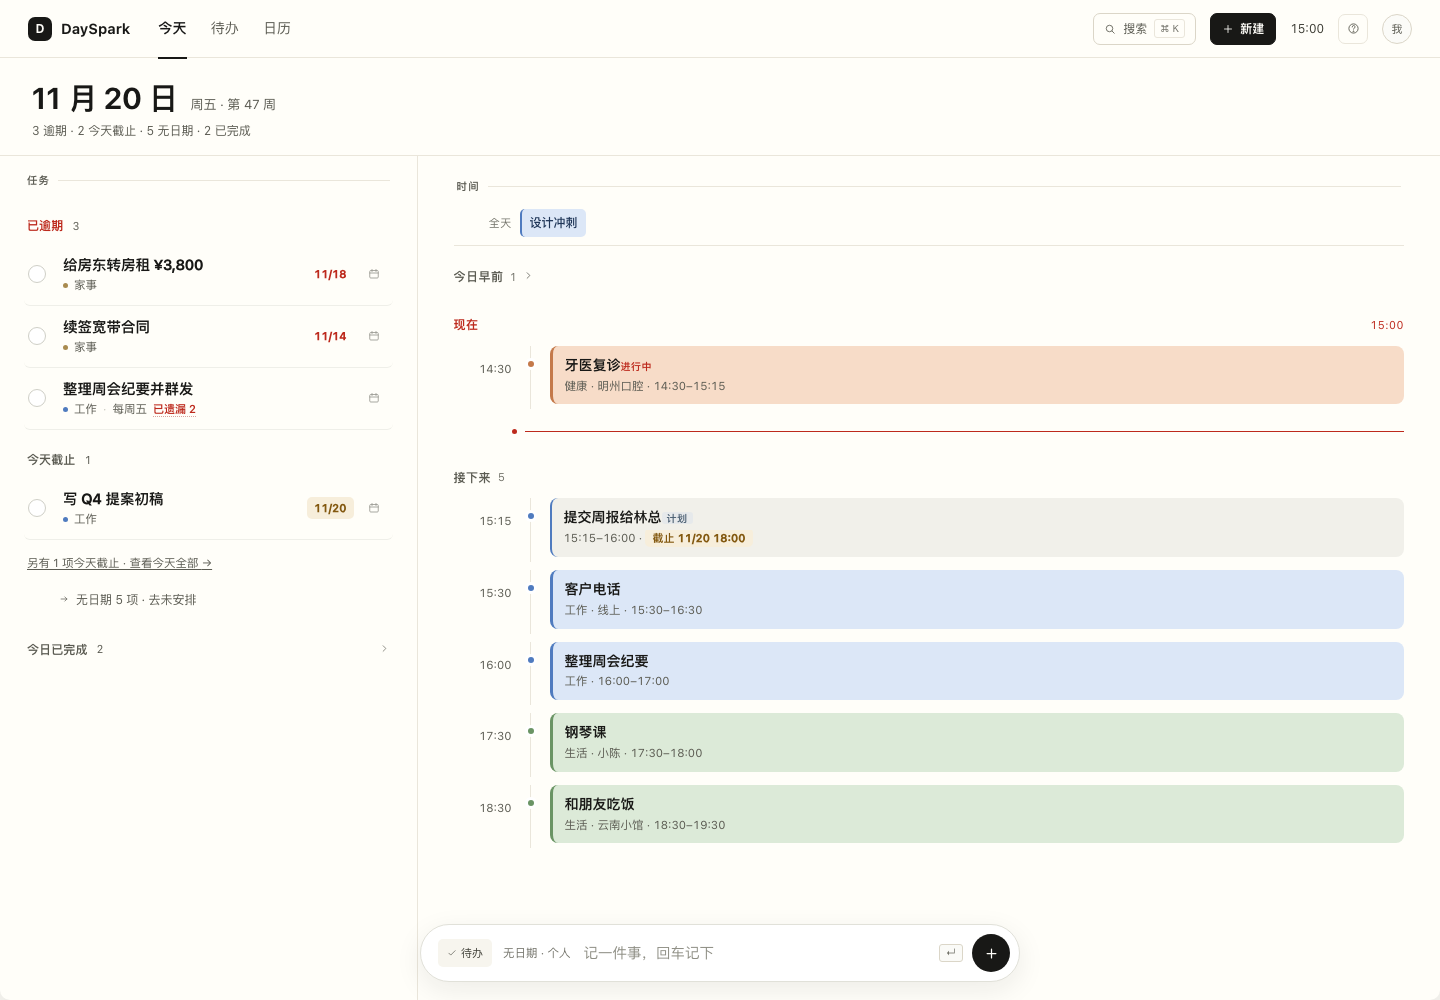 D DaySpark 今天 待办 日历 搜索 ⌘ K + 新建 15:00 我
11 月 20 日 周五 · 第 47 周
3 逾期 · 2 今天截止 · 5 无日期 · 2 已完成
任务
已逾期 3
给房东转房租 ¥3,800 11/18
家事
续签宽带合同 11/14
家事
整理周会纪要并群发
工作 · 每周五 已遗漏 2
今天截止 1
写 Q4 提案初稿 11/20
工作
另有 1 项今天截止 · 查看今天全部 →
→ 无日期 5 项 · 去未安排
今日已完成 2
时间
全天 设计冲刺
今日早前 1
现在 15:00
14:30 牙医复诊进行中
健康 · 明州口腔 · 14:30–15:15
接下来 5
15:15 提交周报给林总 计划
15:15–16:00 · 截止 11/20 18:00
15:30 客户电话
工作 · 线上 · 15:30–16:30
16:00 整理周会纪要
工作 · 16:00–17:00
17:30 钢琴课
生活 · 小陈 · 17:30–18:00
18:30 和朋友吃饭
生活 · 云南小馆 · 18:30–19:30
待办 无日期 · 个人 记一件事，回车记下